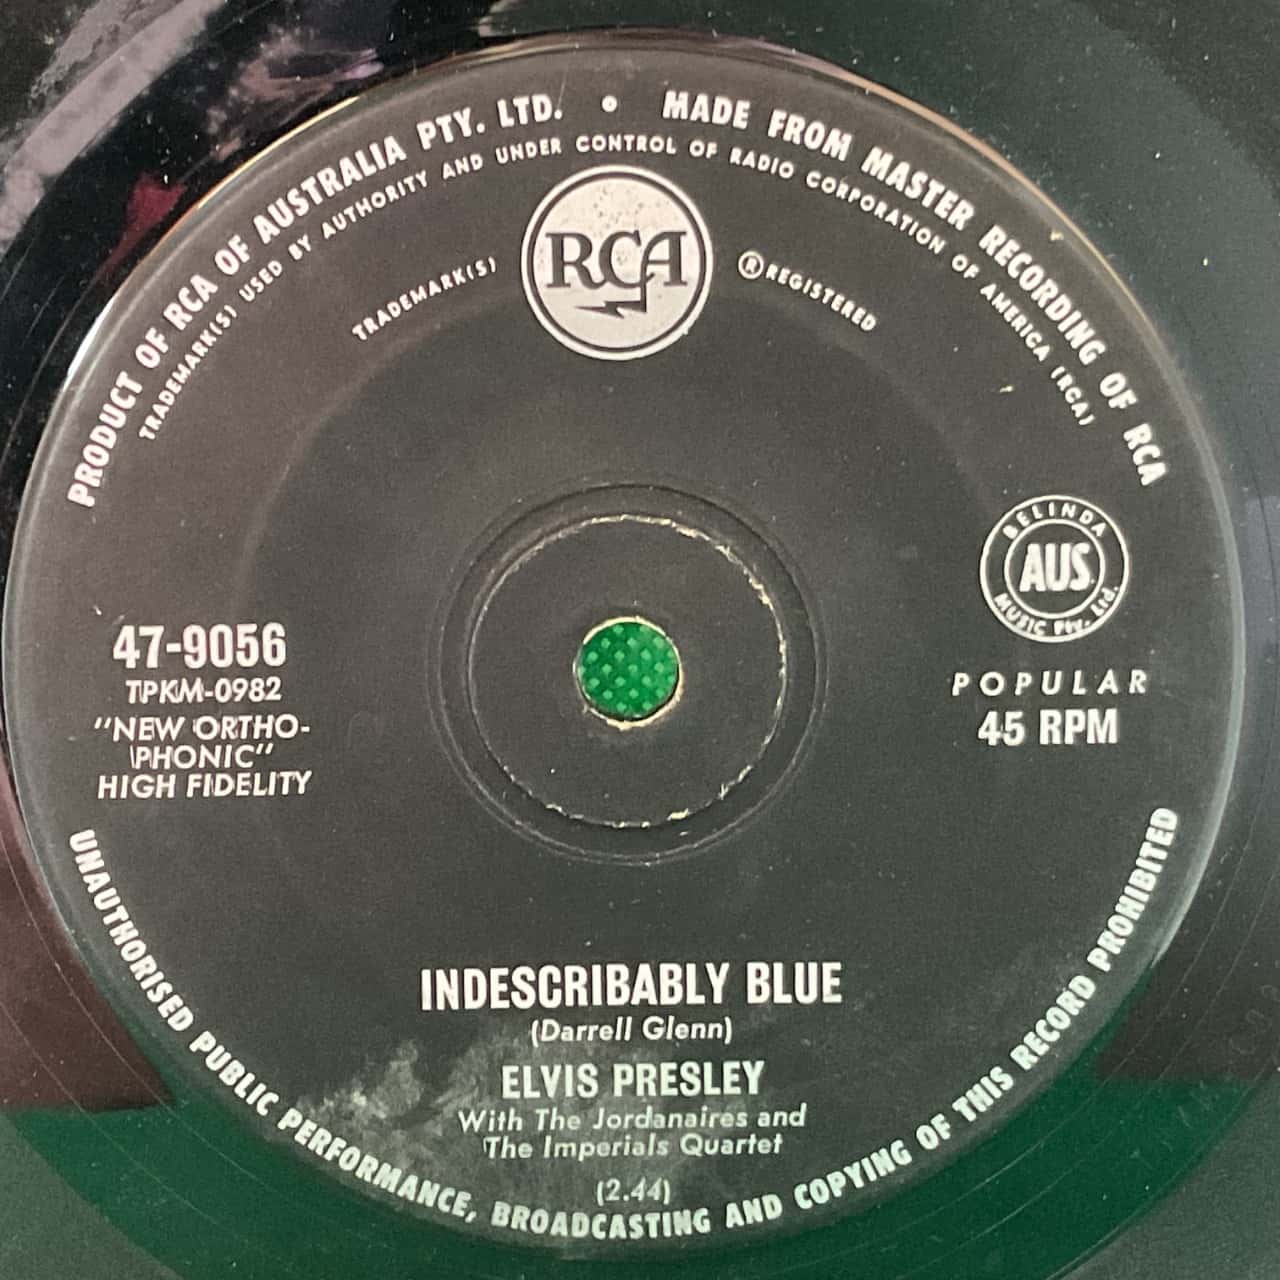 PRODUCT OF RCA OF AUSTRALIA PTY. LTD. • MADE FROM MASTER RECORDING OF RCA
TRADEMARK(S) USED BY AUTHORITY AND UNDER CONTROL OF RADIO CORPORATION OF AMERICA (RCA)
TRADEMARK(S) RCA ®REGISTERED
BELINDA
AUS.
MUSIC Pty. Ltd.
47-9056
TPKM-0982
"NEW ORTHO-
PHONIC"
HIGH FIDELITY
POPULAR
45 RPM
INDESCRIBABLY BLUE
(Darrell Glenn)
ELVIS PRESLEY
With The Jordanaires and
The Imperials Quartet
(2.44)
UNAUTHORISED PUBLIC PERFORMANCE, BROADCASTING AND COPYING OF THIS RECORD PROHIBITED